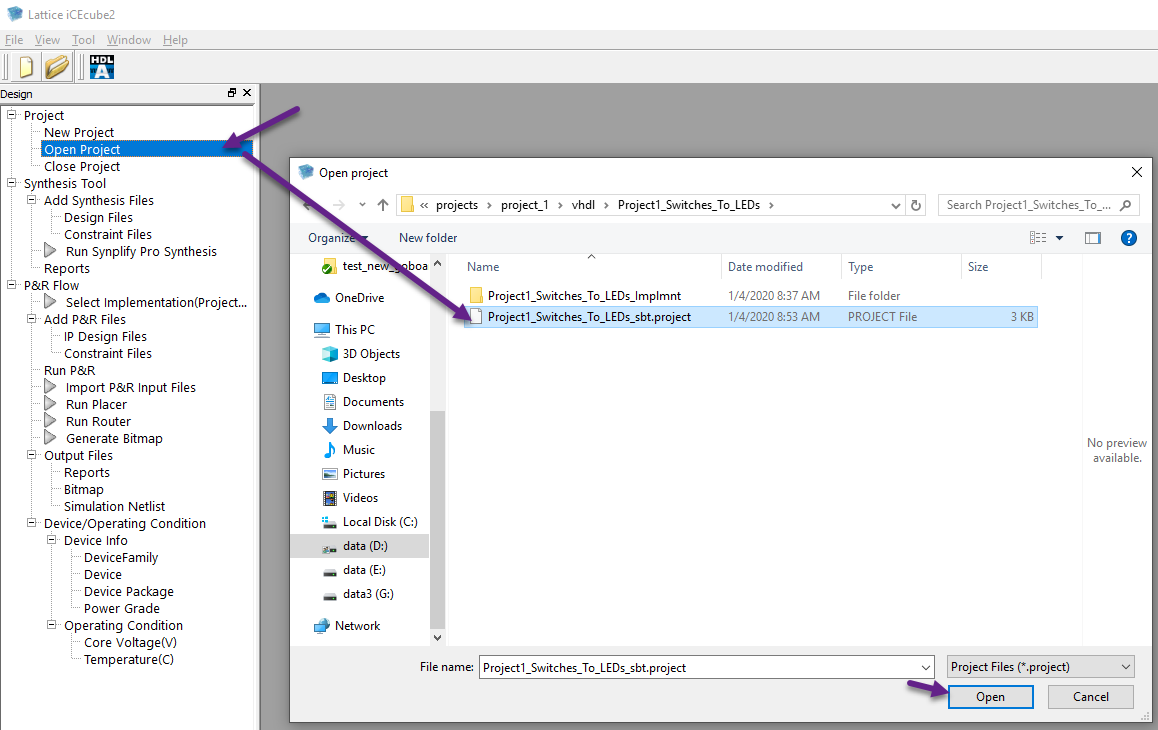 Lattice iCEcube2
File View Tool Window Help
HDL
A
Design
Project
New Project
Open Project
Close Project
Synthesis Tool
Add Synthesis Files
Design Files
Constraint Files
Run Synplify Pro Synthesis
Reports
P&R Flow
Select Implementation(Project...
Add P&R Files
IP Design Files
Constraint Files
Run P&R
Import P&R Input Files
Run Placer
Run Router
Generate Bitmap
Output Files
Reports
Bitmap
Simulation Netlist
Device/Operating Condition
Device Info
DeviceFamily
Device
Device Package
Power Grade
Operating Condition
Core Voltage(V)
Temperature(C)
Open project
« projects › project_1 › vhdl › Project1_Switches_To_LEDs ›
Search Project1_Switches_To_...
Organize New folder
test_new_goboa
OneDrive
This PC
3D Objects
Desktop
Documents
Downloads
Music
Pictures
Videos
Local Disk (C:)
data (D:)
data (E:)
data3 (G:)
Network
Name Date modified Type Size
Project1_Switches_To_LEDs_Implmnt 1/4/2020 8:37 AM File folder
Project1_Switches_To_LEDs_sbt.project 1/4/2020 8:53 AM PROJECT File 3 KB
No preview
available.
File name: Project1_Switches_To_LEDs_sbt.project Project Files (*.project)
Open Cancel